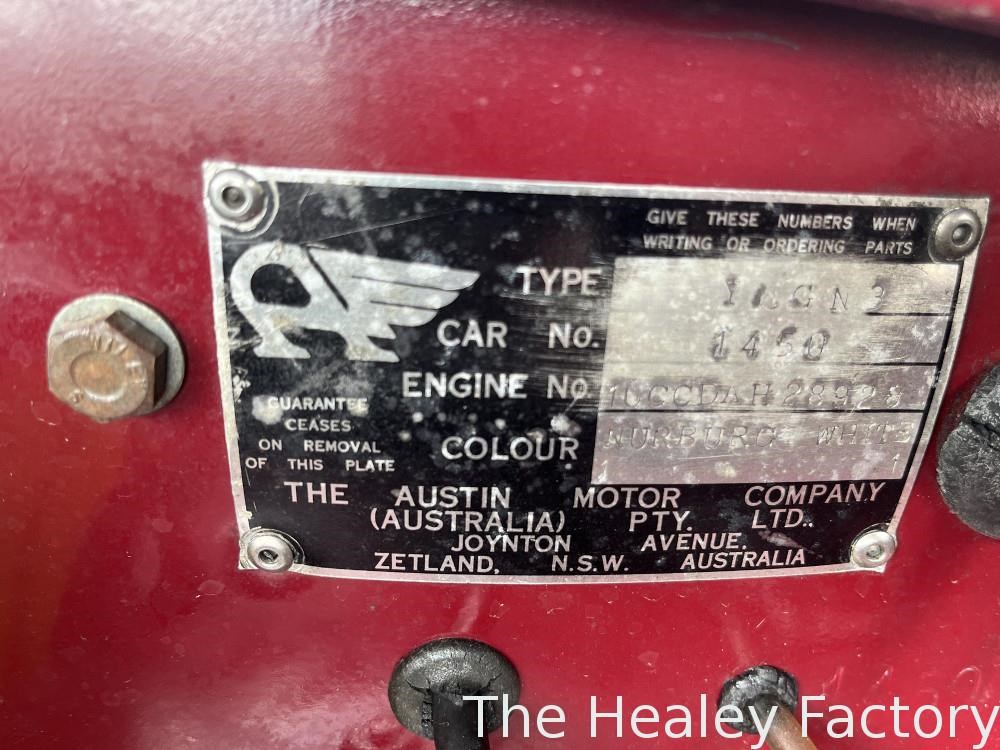 GIVE THESE NUMBERS WHEN
WRITING OR ORDERING PARTS
TYPE YAGN3
CAR No. 1450
ENGINE No 10CCDAH28928
COLOUR NURBURG WHITE
GUARANTEE
CEASES
ON REMOVAL
OF THIS PLATE
THE AUSTIN MOTOR COMPANY
(AUSTRALIA) PTY. LTD.
JOYNTON AVENUE,
ZETLAND, N.S.W. AUSTRALIA
The Healey Factory